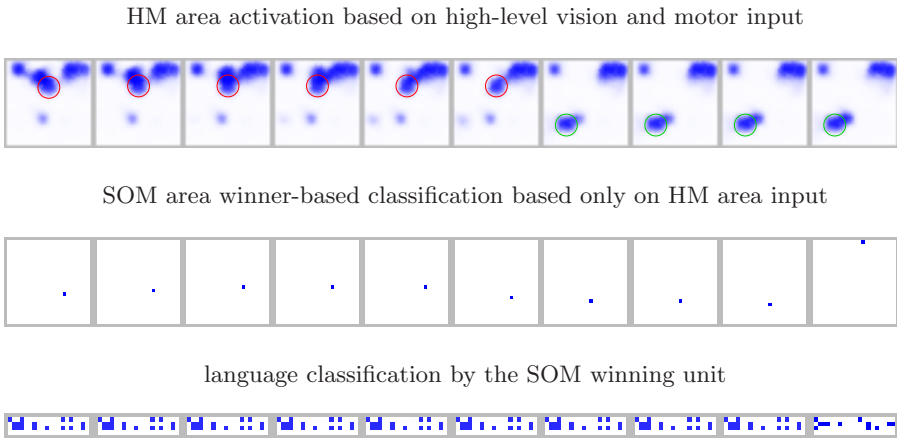 HM area activation based on high-level vision and motor input
SOM area winner-based classification based only on HM area input
language classification by the SOM winning unit